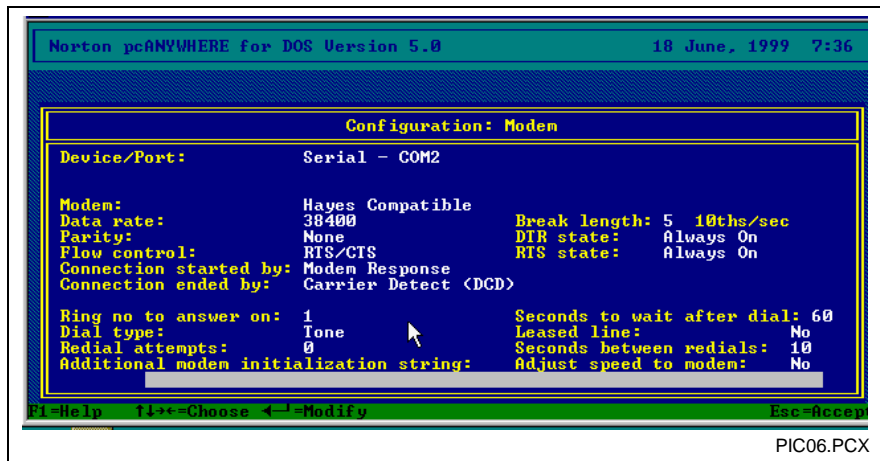 Norton pcANYWHERE for DOS Version 5.0 18 June, 1999 7:36
Configuration: Modem
Device/Port: Serial - COM2
Modem: Hayes Compatible
Data rate: 38400 Break length: 5 10ths/sec
Parity: None DTR state: Always On
Flow control: RTS/CTS RTS state: Always On
Connection started by: Modem Response
Connection ended by: Carrier Detect (DCD)
Ring no to answer on: 1 Seconds to wait after dial: 60
Dial type: Tone Leased line: No
Redial attempts: 0 Seconds between redials: 10
Additional modem initialization string: Adjust speed to modem: No
F1=Help ↑↓→←=Choose ◄─┘=Modify Esc=Accept
PIC06.PCX